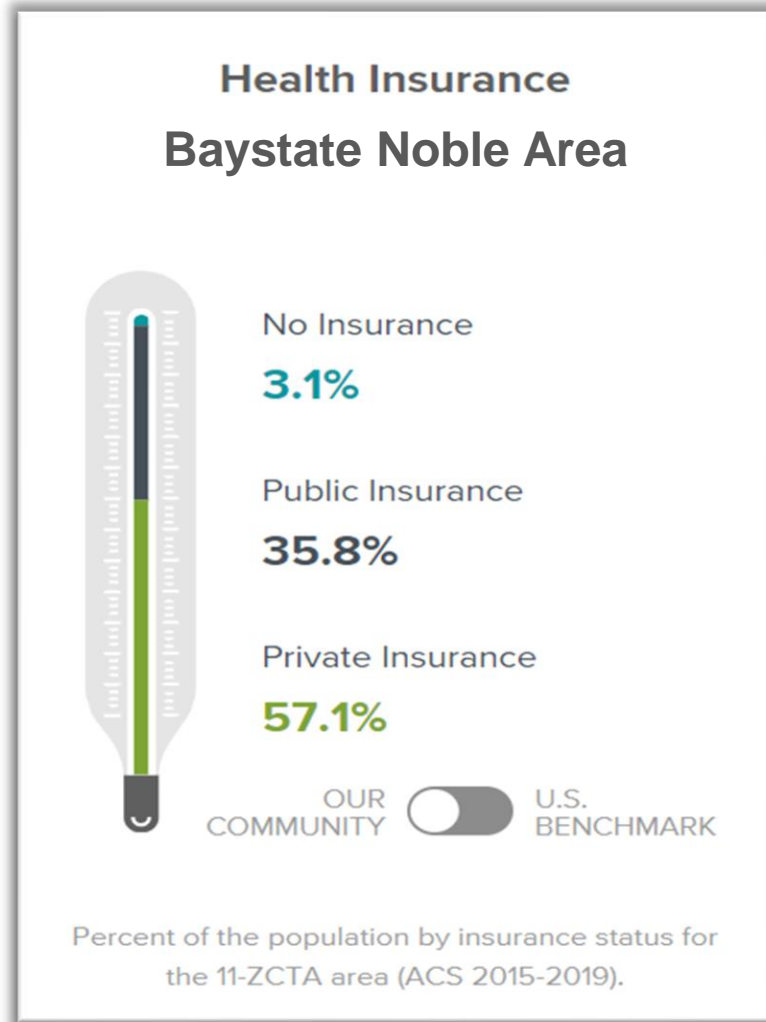 Health Insurance
Baystate Noble Area
No Insurance
3.1%
Public Insurance
35.8%
Private Insurance
57.1%
OUR
COMMUNITY
U.S.
BENCHMARK
Percent of the population by insurance status for
the 11-ZCTA area (ACS 2015-2019).